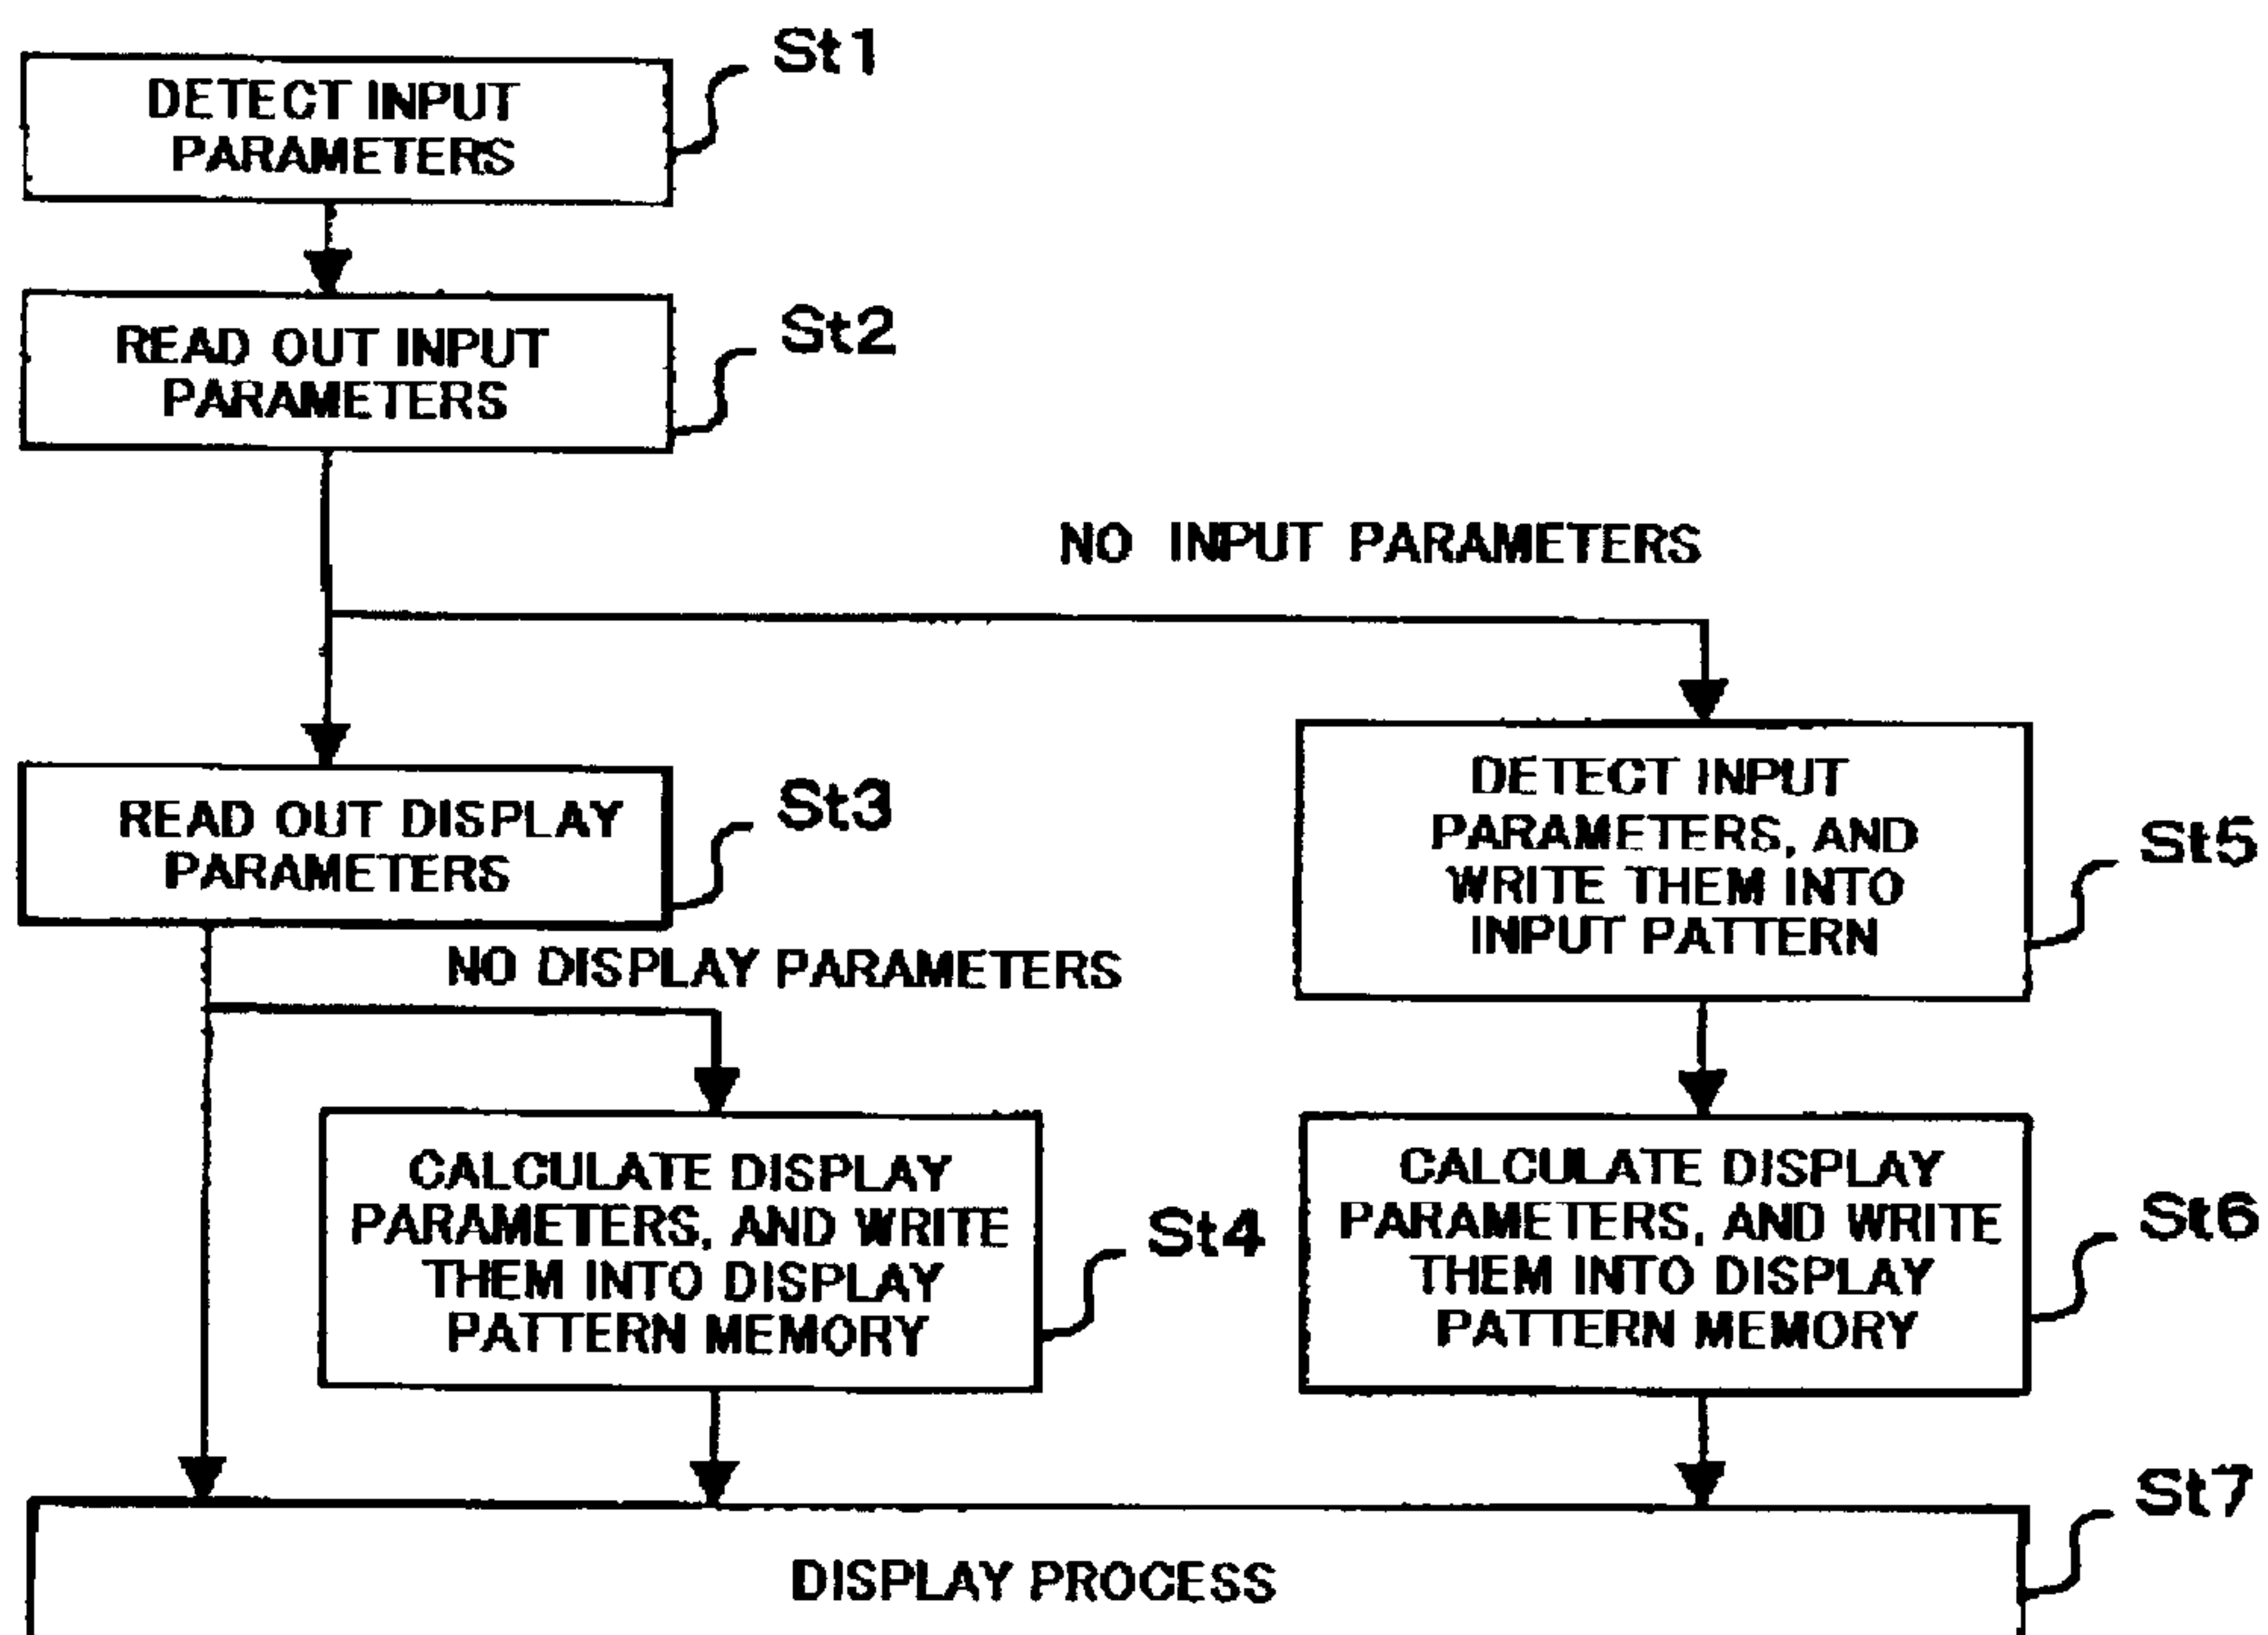 St1
DETECT INPUT
PARAMETERS
St2
READ OUT INPUT
PARAMETERS
NO INPUT PARAMETERS
St3
READ OUT DISPLAY
PARAMETERS
St5
DETECT INPUT
PARAMETERS, AND
WRITE THEM INTO
INPUT PATTERN
NO DISPLAY PARAMETERS
St4
CALCULATE DISPLAY
PARAMETERS, AND WRITE
THEM INTO DISPLAY
PATTERN MEMORY
St6
CALCULATE DISPLAY
PARAMETERS, AND WRITE
THEM INTO DISPLAY
PATTERN MEMORY
St7
DISPLAY PROCESS